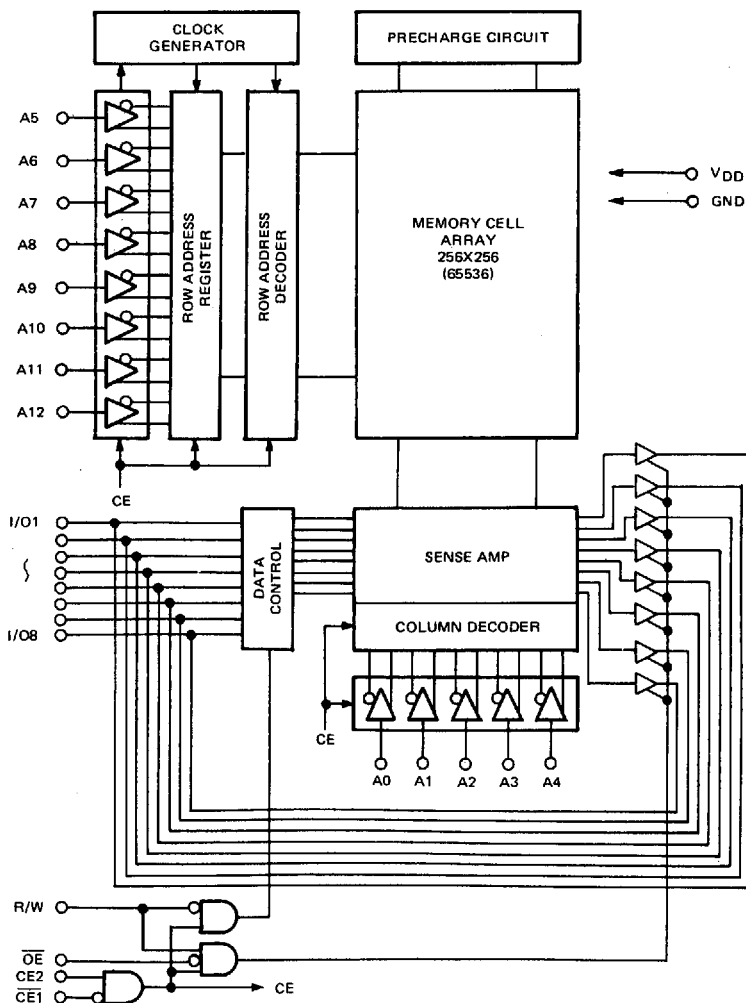 CLOCK
GENERATOR
PRECHARGE CIRCUIT
A5
A6
A7
A8
A9
A10
A11
A12
ROW ADDRESS
REGISTER
ROW ADDRESS
DECODER
MEMORY CELL
ARRAY
256X256
(65536)
VDD
GND
CE
I/O1
I/O8
DATA
CONTROL
SENSE AMP
COLUMN DECODER
CE
A0
A1
A2
A3
A4
R/W
O̅E̅
CE2
C̅E̅1̅
CE